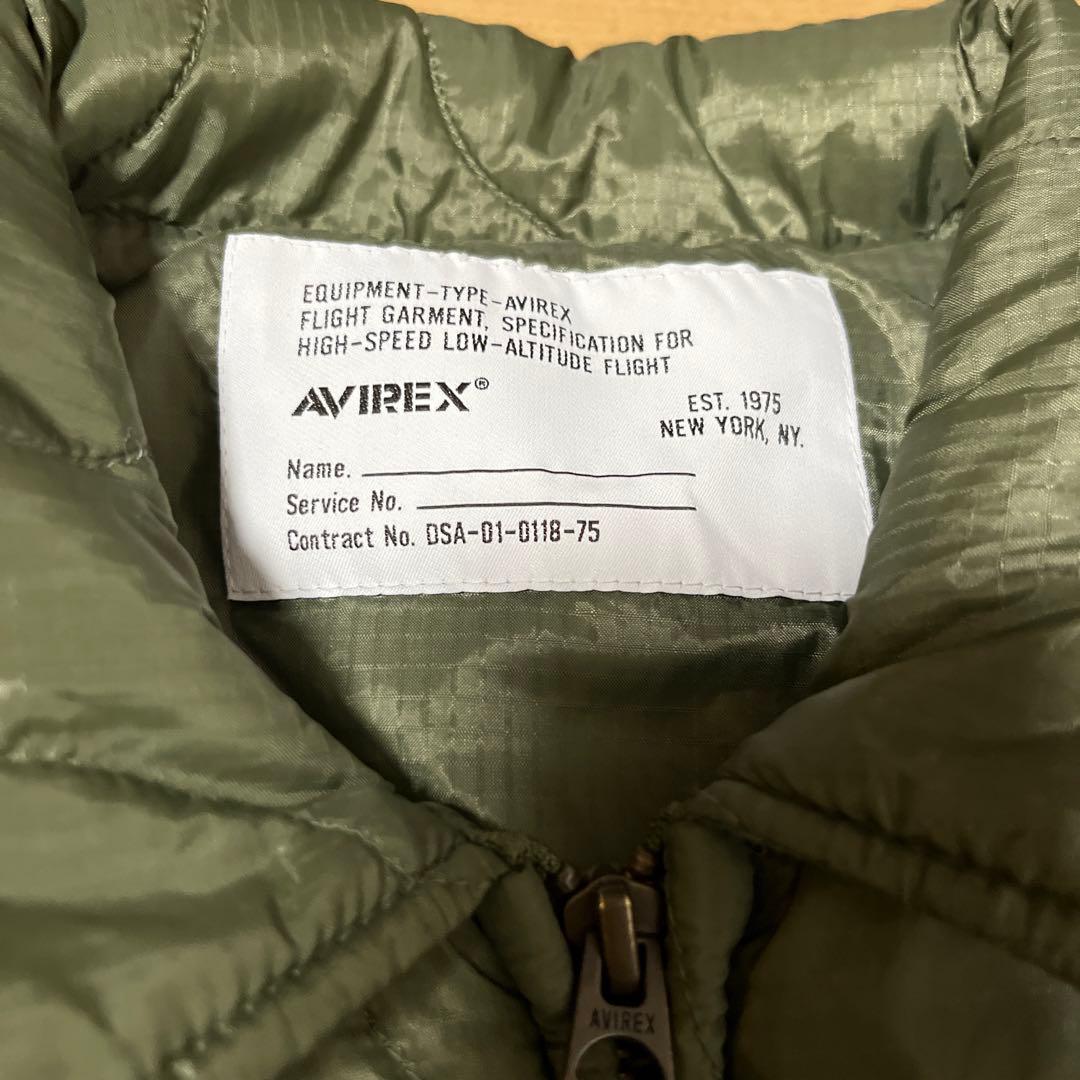 EQUIPMENT-TYPE-AVIREX
FLIGHT GARMENT, SPECIFICATION FOR
HIGH-SPEED LOW-ALTITUDE FLIGHT
AVIREX®
EST. 1975
NEW YORK, NY.
Name.
Service No.
Contract No. DSA-01-0118-75
AVIREX